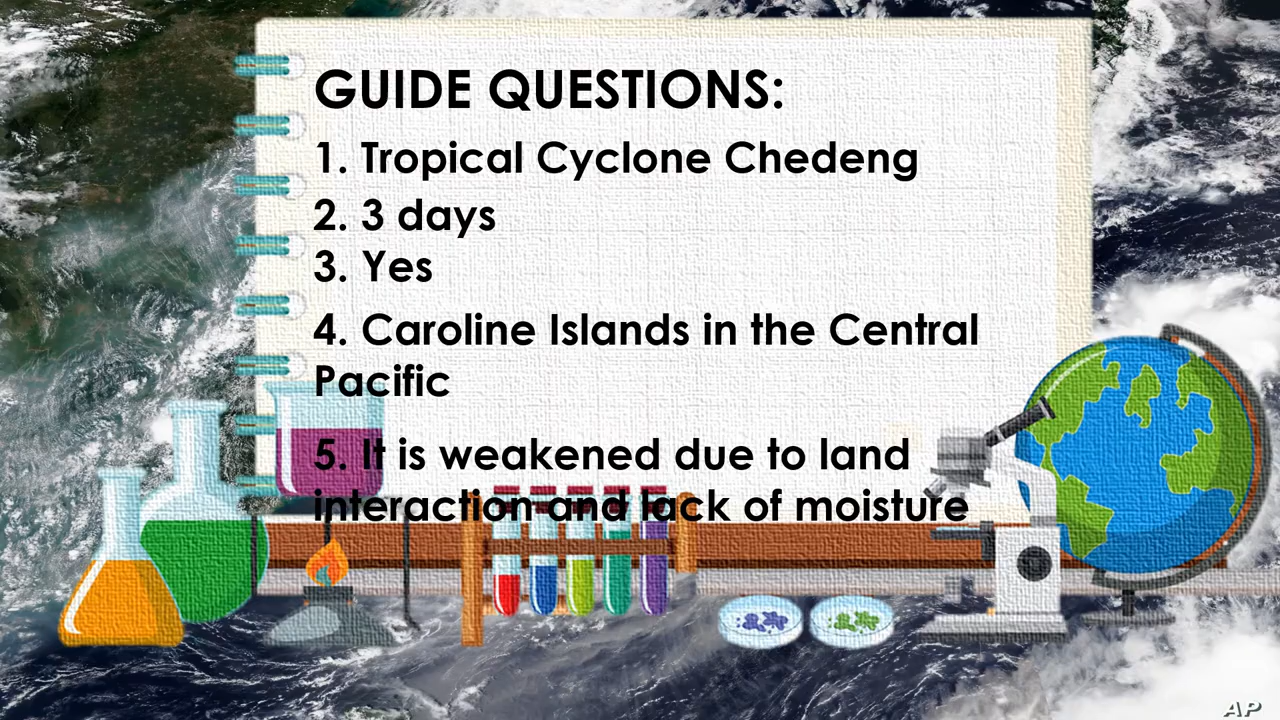 GUIDE QUESTIONS:
1. Tropical Cyclone Chedeng
2. 3 days
3. Yes
4. Caroline Islands in the Central
Pacific
5. It is weakened due to land
interaction and lack of moisture
AP